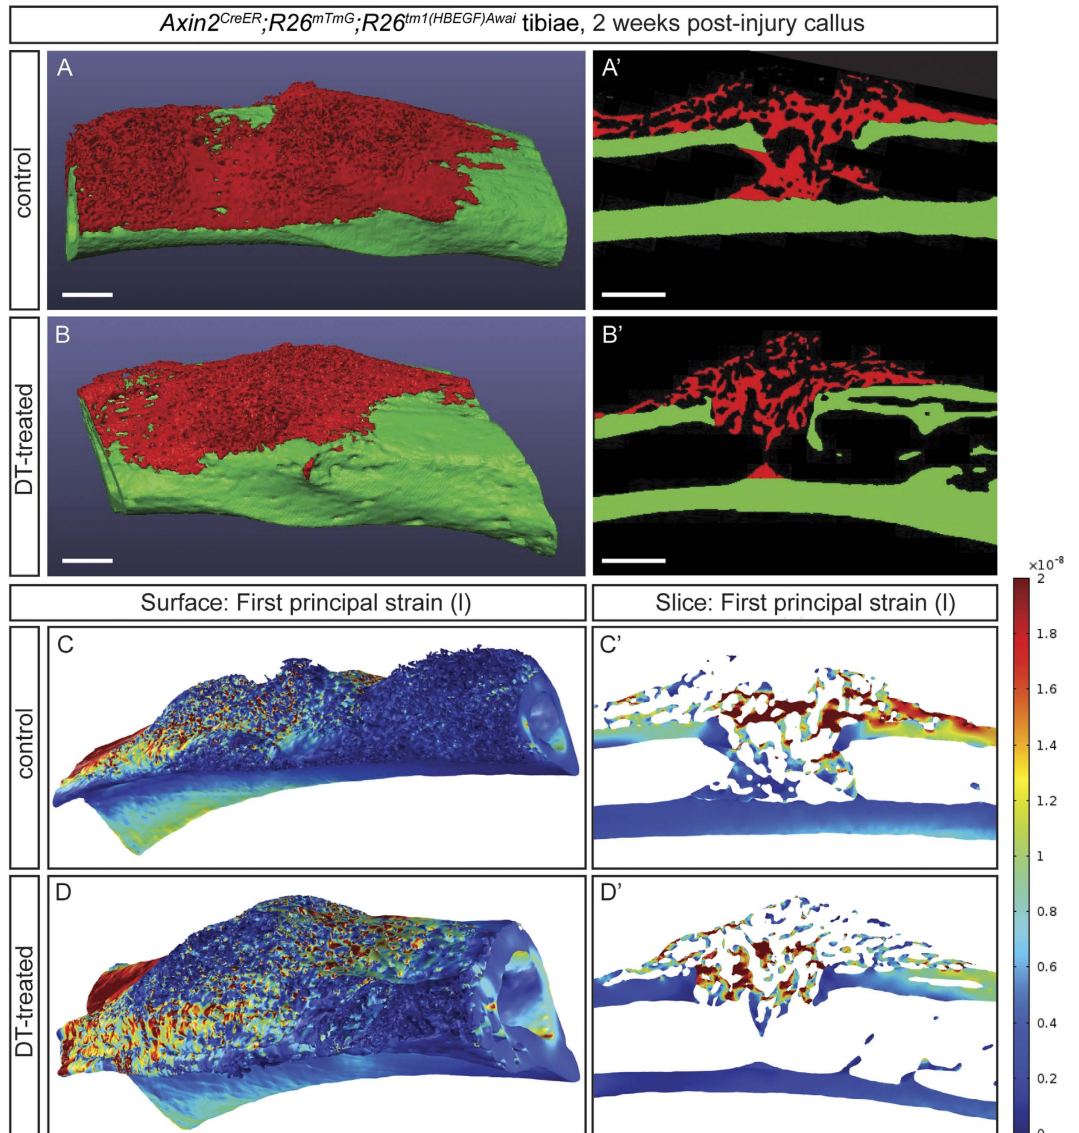 Axin2CreER;R26mTmG;R26tm1(HBEGF)Awai tibiae, 2 weeks post-injury callus
control
A
A'
DT-treated
B
B'
Surface: First principal strain (I)
Slice: First principal strain (I)
×10⁻⁸
2
1.8
1.6
1.4
1.2
1
0.8
0.6
0.4
0.2
0
control
C
C'
DT-treated
D
D'